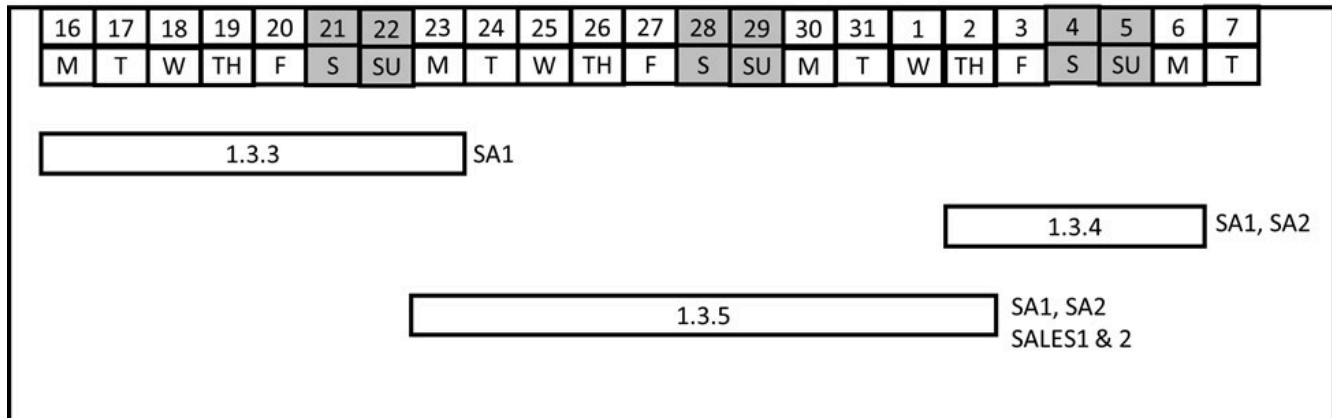 16 17 18 19 20 21 22 23 24 25 26 27 28 29 30 31 1 2 3 4 5 6 7
M T W TH F S SU M T W TH F S SU M T W TH F S SU M T
1.3.3 SA1
1.3.4 SA1, SA2
1.3.5 SA1, SA2
SALES1 & 2